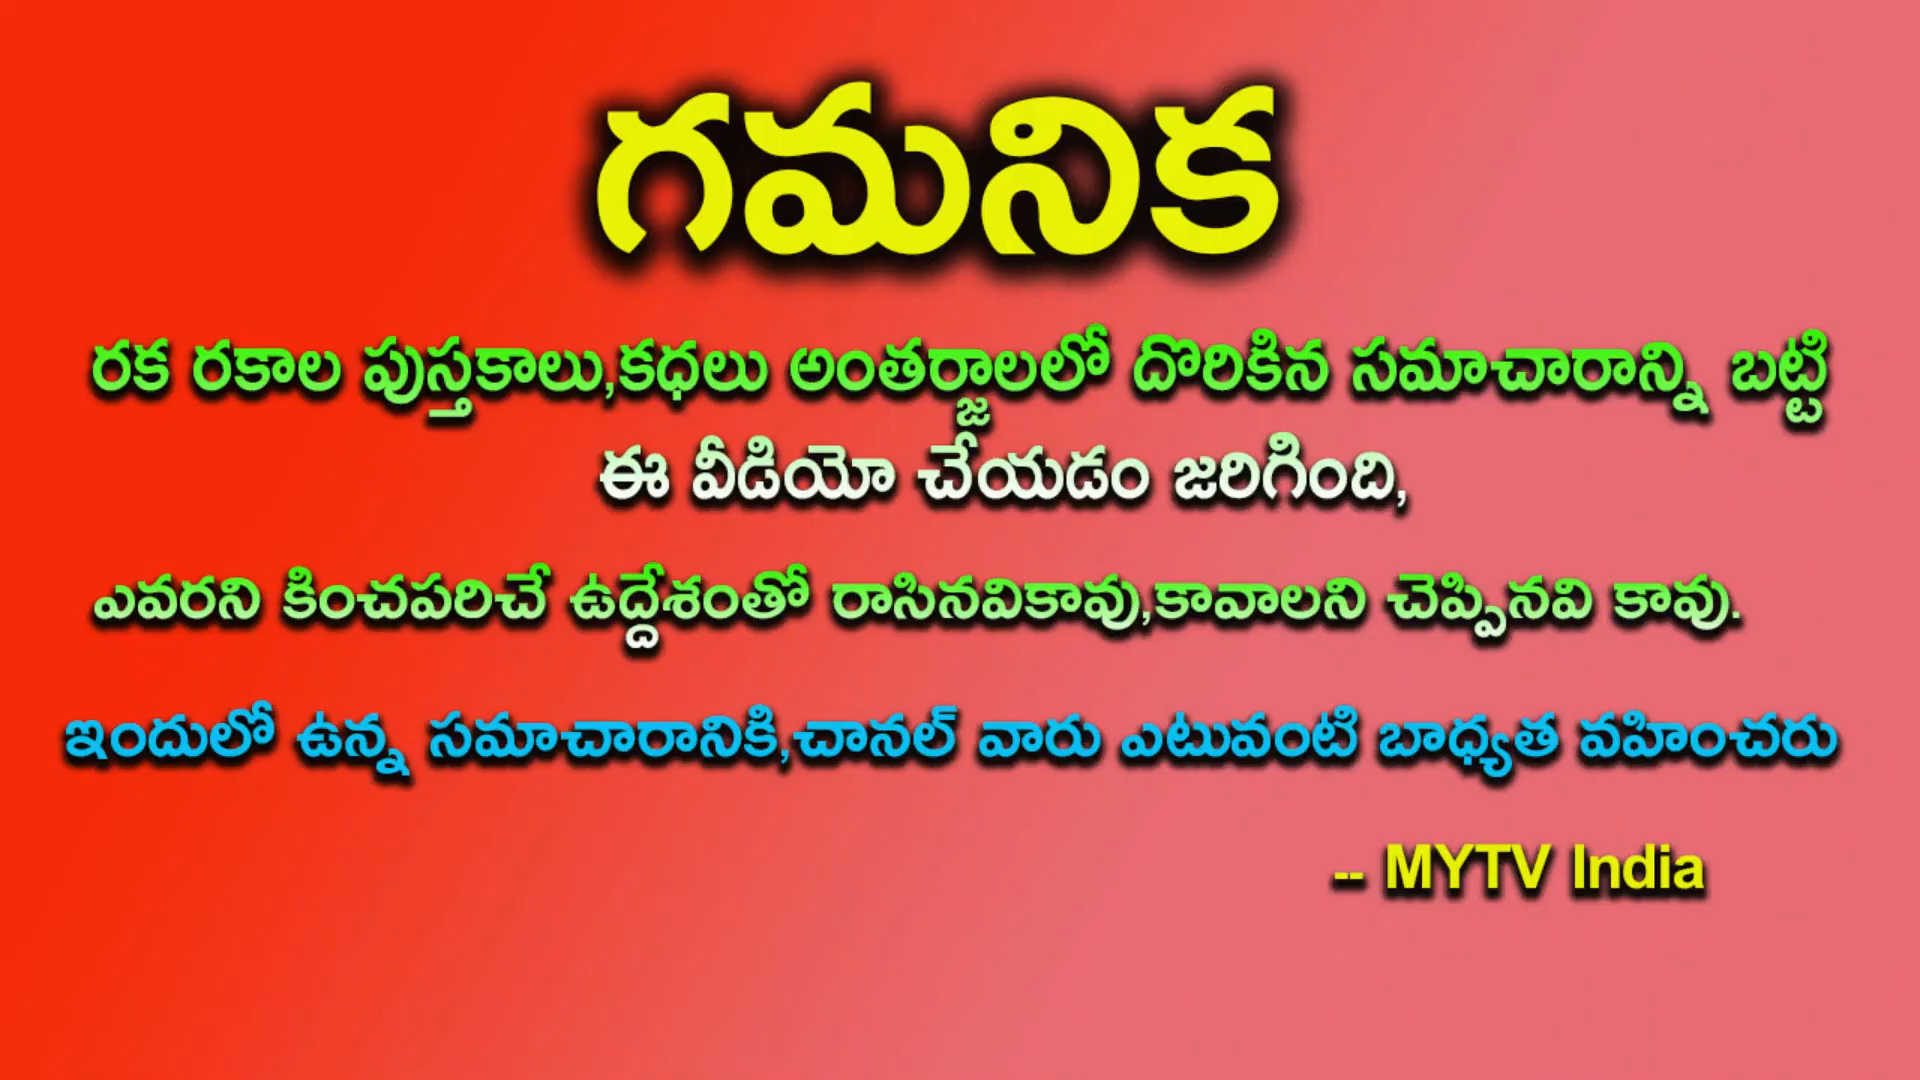 గమనిక
రక రకాల పుస్తకాలు,కధలు అంతర్జాలలో దొరికిన సమాచారాన్ని బట్టి
ఈ వీడియో చేయడం జరిగింది,
ఎవరని కించపరిచే ఉద్దేశంతో రాసినవికావు,కావాలని చెప్పినవి కావు.
ఇందులో ఉన్న సమాచారానికి,చానల్ వారు ఎటువంటి బాధ్యత వహించరు
-- MYTV India